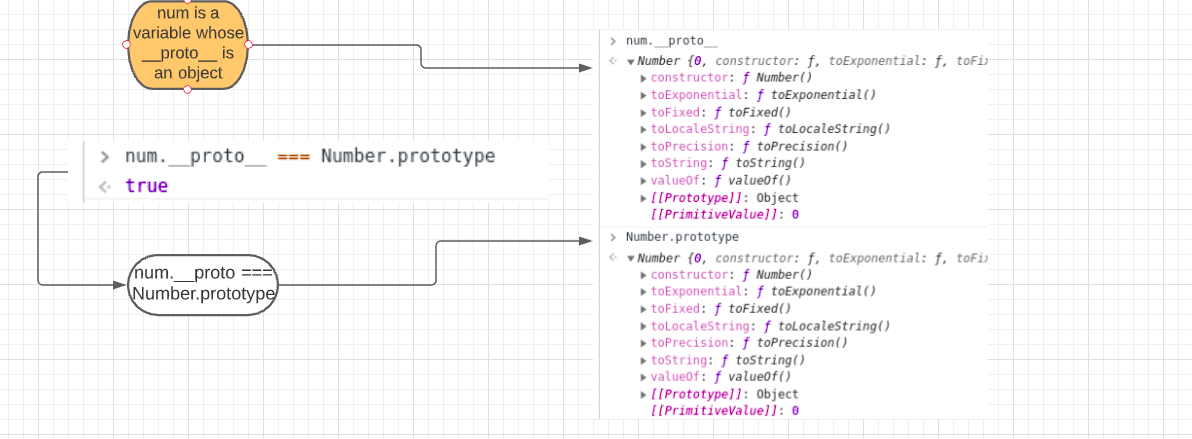 num is a
variable whose
__proto__ is
an object
num.__proto__ === Number.prototype
true
num.__proto ===
Number.prototype
num.__proto__
Number {0, constructor: ƒ, toExponential: ƒ, toFix
constructor: ƒ Number()
toExponential: ƒ toExponential()
toFixed: ƒ toFixed()
toLocaleString: ƒ toLocaleString()
toPrecision: ƒ toPrecision()
toString: ƒ toString()
valueOf: ƒ valueOf()
[[Prototype]]: Object
[[PrimitiveValue]]: 0
Number.prototype
Number {0, constructor: ƒ, toExponential: ƒ, toFix
constructor: ƒ Number()
toExponential: ƒ toExponential()
toFixed: ƒ toFixed()
toLocaleString: ƒ toLocaleString()
toPrecision: ƒ toPrecision()
toString: ƒ toString()
valueOf: ƒ valueOf()
[[Prototype]]: Object
[[PrimitiveValue]]: 0